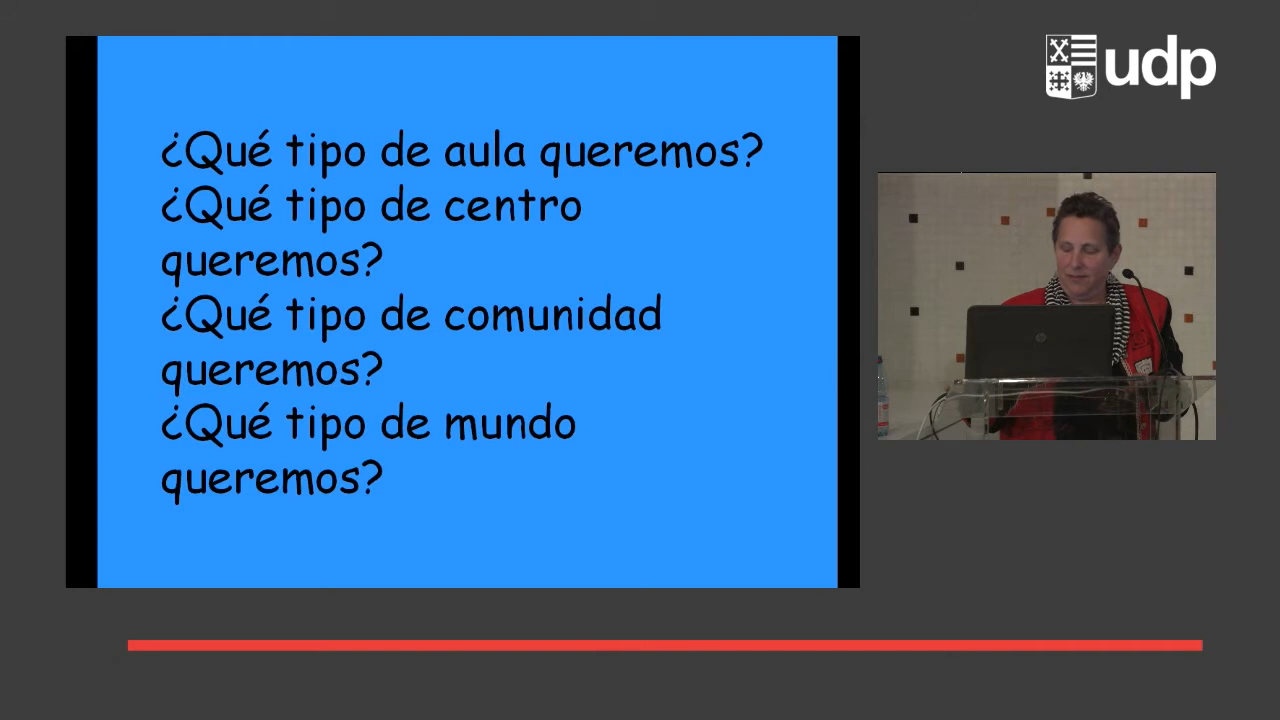 ¿Qué tipo de aula queremos?
¿Qué tipo de centro
queremos?
¿Qué tipo de comunidad
queremos?
¿Qué tipo de mundo
queremos?
udp